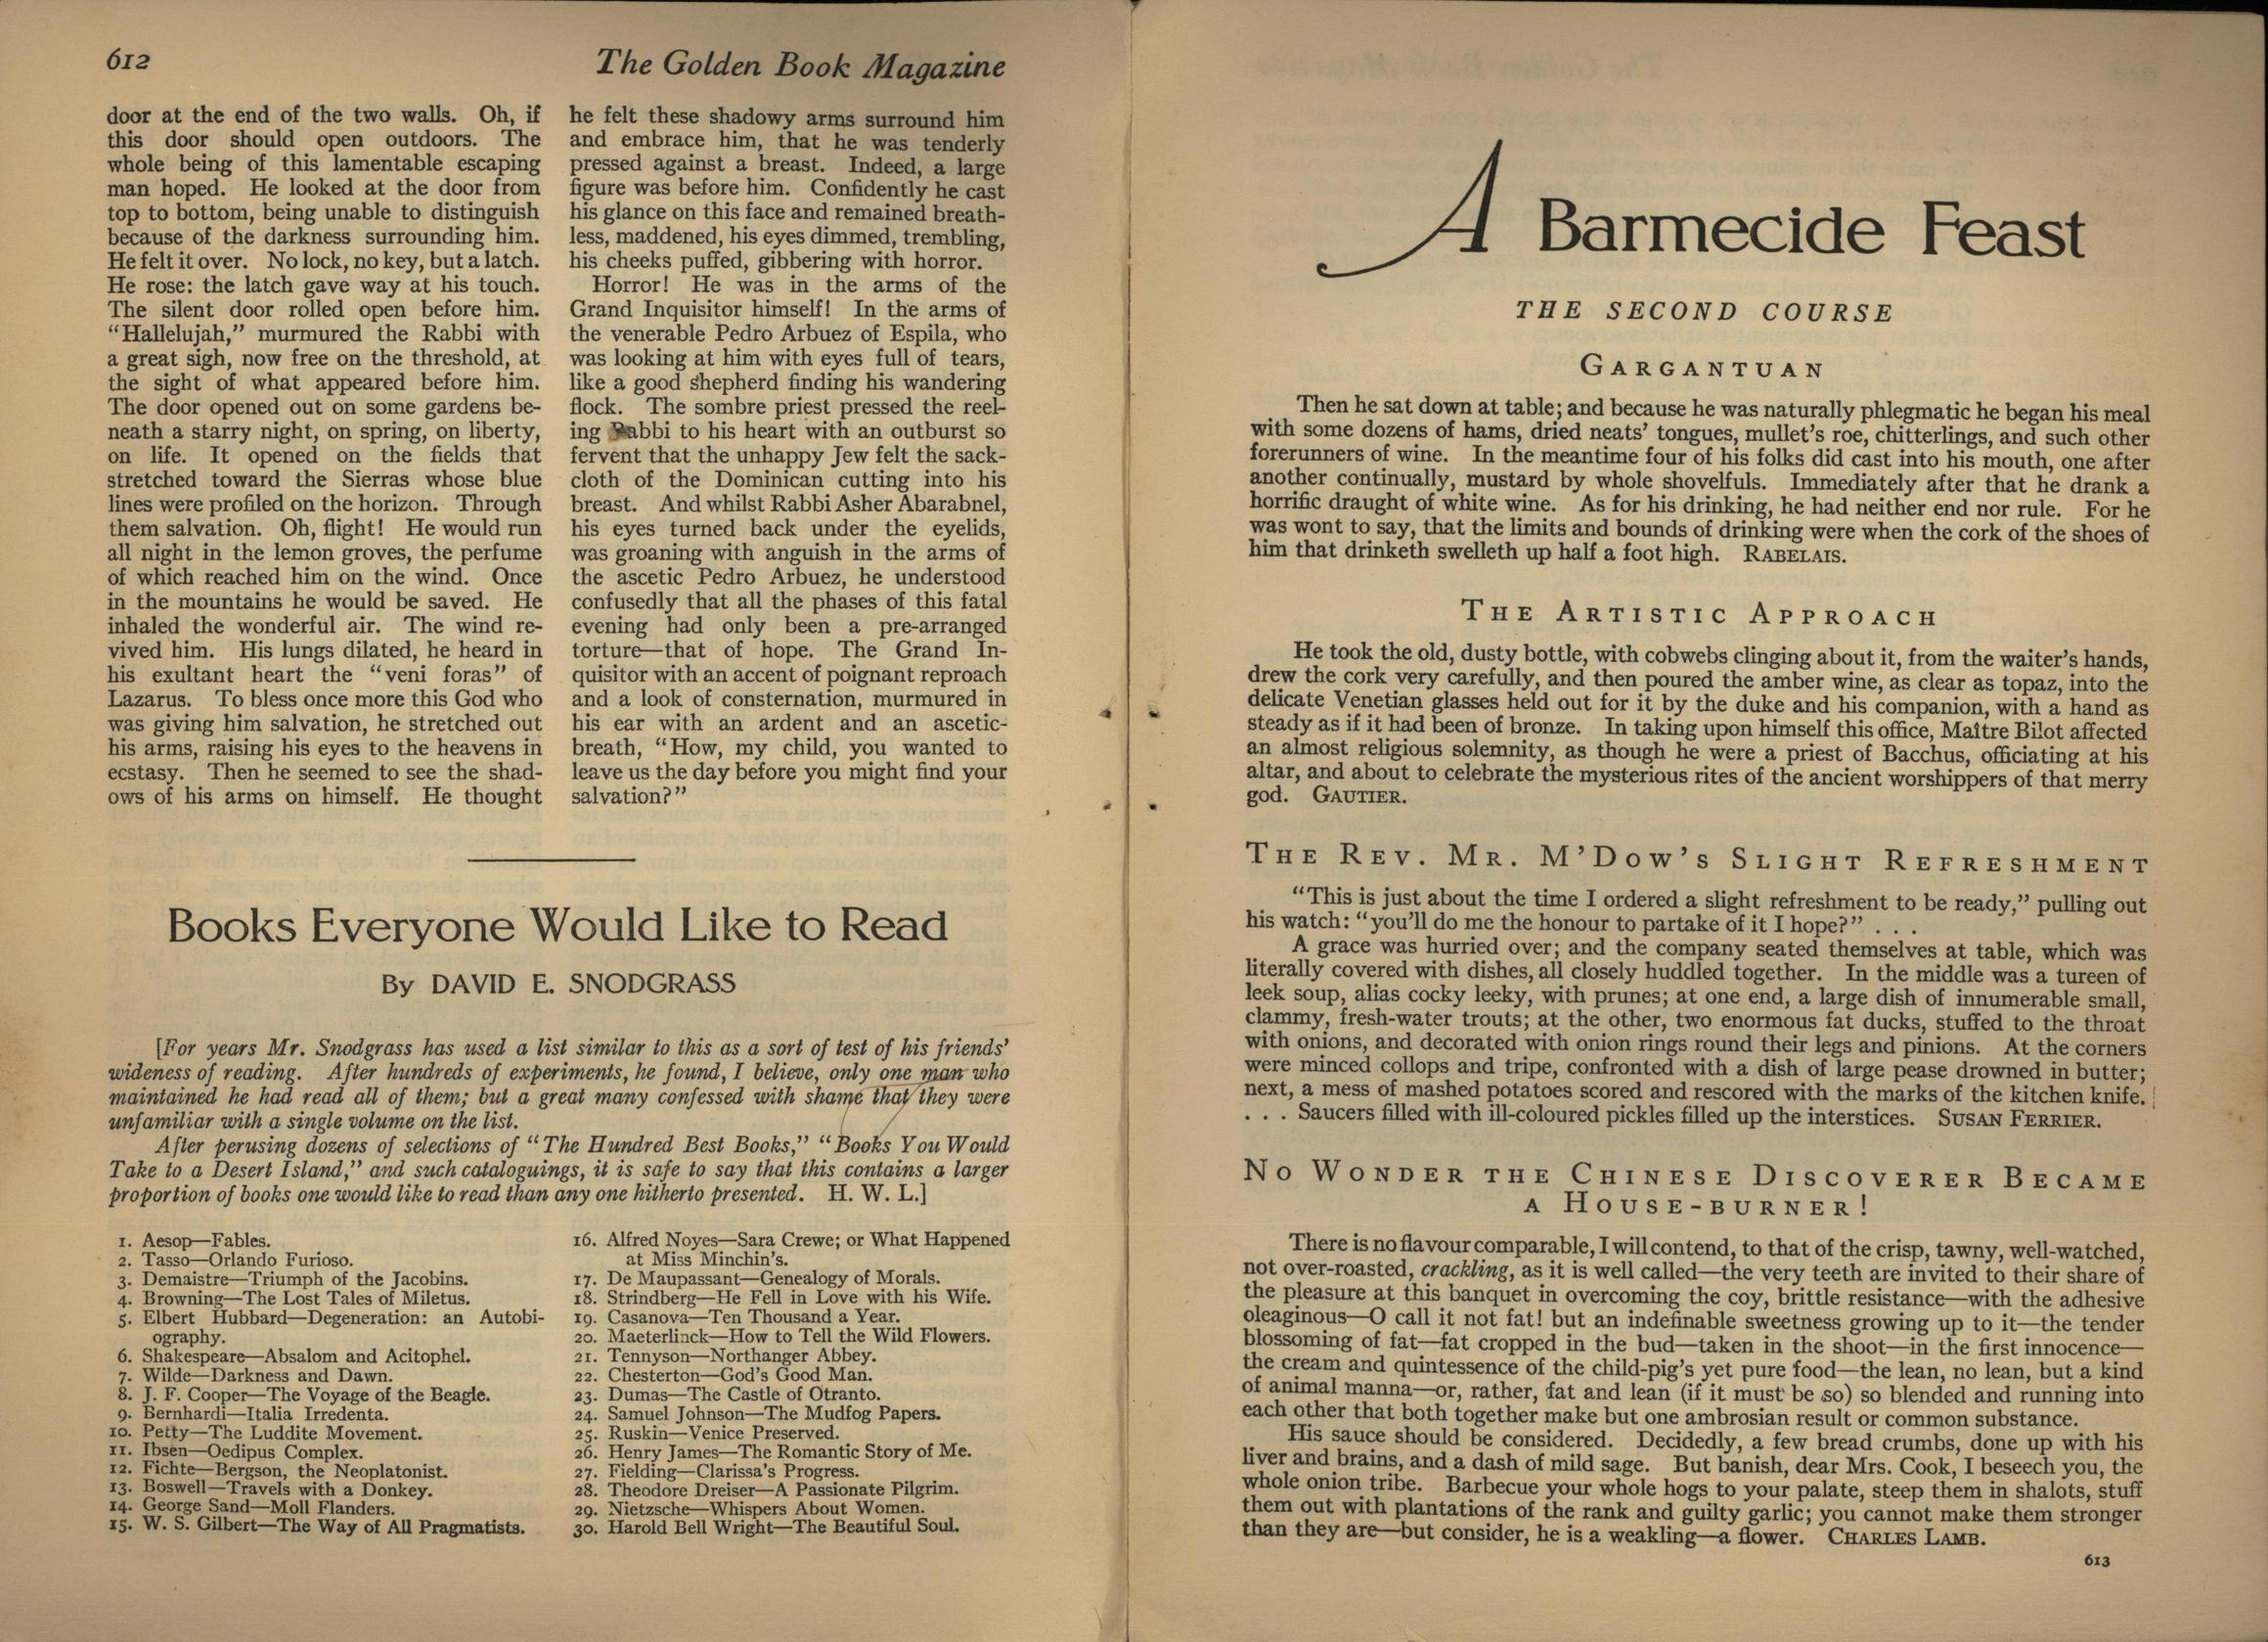 612
The Golden Book Magazine
door at the end of the two walls. Oh, if
this door should open outdoors. The
whole being of this lamentable escaping
man hoped. He looked at the door from
top to bottom, being unable to distinguish
because of the darkness surrounding him.
He felt it over. No lock, no key, but a latch.
He rose: the latch gave way at his touch.
The silent door rolled open before him.
"Hallelujah," murmured the Rabbi with
a great sigh, now free on the threshold, at
the sight of what appeared before him.
The door opened out on some gardens be-
neath a starry night, on spring, on liberty,
on life. It opened on the fields that
stretched toward the Sierras whose blue
lines were profiled on the horizon. Through
them salvation. Oh, flight! He would run
all night in the lemon groves, the perfume
of which reached him on the wind. Once
in the mountains he would be saved. He
inhaled the wonderful air. The wind re-
vived him. His lungs dilated, he heard in
his exultant heart the "veni foras" of
Lazarus. To bless once more this God who
was giving him salvation, he stretched out
his arms, raising his eyes to the heavens in
ecstasy. Then he seemed to see the shad-
ows of his arms on himself. He thought
he felt these shadowy arms surround him
and embrace him, that he was tenderly
pressed against a breast. Indeed, a large
figure was before him. Confidently he cast
his glance on this face and remained breath-
less, maddened, his eyes dimmed, trembling,
his cheeks puffed, gibbering with horror.
Horror! He was in the arms of the
Grand Inquisitor himself! In the arms of
the venerable Pedro Arbuez of Espila, who
was looking at him with eyes full of tears,
like a good shepherd finding his wandering
flock. The sombre priest pressed the reel-
ing Rabbi to his heart with an outburst so
fervent that the unhappy Jew felt the sack-
cloth of the Dominican cutting into his
breast. And whilst Rabbi Asher Abarabnel,
his eyes turned back under the eyelids,
was groaning with anguish in the arms of
the ascetic Pedro Arbuez, he understood
confusedly that all the phases of this fatal
evening had only been a pre-arranged
torture—that of hope. The Grand In-
quisitor with an accent of poignant reproach
and a look of consternation, murmured in
his ear with an ardent and an ascetic-
breath, "How, my child, you wanted to
leave us the day before you might find your
salvation?"
Books Everyone Would Like to Read
By DAVID E. SNODGRASS
[For years Mr. Snodgrass has used a list similar to this as a sort of test of his friends'
wideness of reading. After hundreds of experiments, he found, I believe, only one man who
maintained he had read all of them; but a great many confessed with shame that they were
unfamiliar with a single volume on the list.
After perusing dozens of selections of "The Hundred Best Books," "Books You Would
Take to a Desert Island," and such cataloguings, it is safe to say that this contains a larger
proportion of books one would like to read than any one hitherto presented. H. W. L.]
1. Aesop—Fables.
2. Tasso—Orlando Furioso.
3. Demaistre—Triumph of the Jacobins.
4. Browning—The Lost Tales of Miletus.
5. Elbert Hubbard—Degeneration: an Autobi-
ography.
6. Shakespeare—Absalom and Acitophel.
7. Wilde—Darkness and Dawn.
8. J. F. Cooper—The Voyage of the Beagle.
9. Bernhardi—Italia Irredenta.
10. Petty—The Luddite Movement.
11. Ibsen—Oedipus Complex.
12. Fichte—Bergson, the Neoplatonist.
13. Boswell—Travels with a Donkey.
14. George Sand—Moll Flanders.
15. W. S. Gilbert—The Way of All Pragmatists.
16. Alfred Noyes—Sara Crewe; or What Happened
at Miss Minchin's.
17. De Maupassant—Genealogy of Morals.
18. Strindberg—He Fell in Love with his Wife.
19. Casanova—Ten Thousand a Year.
20. Maeterlinck—How to Tell the Wild Flowers.
21. Tennyson—Northanger Abbey.
22. Chesterton—God's Good Man.
23. Dumas—The Castle of Otranto.
24. Samuel Johnson—The Mudfog Papers.
25. Ruskin—Venice Preserved.
26. Henry James—The Romantic Story of Me.
27. Fielding—Clarissa's Progress.
28. Theodore Dreiser—A Passionate Pilgrim.
29. Nietzsche—Whispers About Women.
30. Harold Bell Wright—The Beautiful Soul.
A Barmecide Feast
THE SECOND COURSE
GARGANTUAN
Then he sat down at table; and because he was naturally phlegmatic he began his meal
with some dozens of hams, dried neats' tongues, mullet's roe, chitterlings, and such other
forerunners of wine. In the meantime four of his folks did cast into his mouth, one after
another continually, mustard by whole shovelfuls. Immediately after that he drank a
horrific draught of white wine. As for his drinking, he had neither end nor rule. For he
was wont to say, that the limits and bounds of drinking were when the cork of the shoes of
him that drinketh swelleth up half a foot high. RABELAIS.
THE ARTISTIC APPROACH
He took the old, dusty bottle, with cobwebs clinging about it, from the waiter's hands,
drew the cork very carefully, and then poured the amber wine, as clear as topaz, into the
delicate Venetian glasses held out for it by the duke and his companion, with a hand as
steady as if it had been of bronze. In taking upon himself this office, Maître Bilot affected
an almost religious solemnity, as though he were a priest of Bacchus, officiating at his
altar, and about to celebrate the mysterious rites of the ancient worshippers of that merry
god. GAUTIER.
THE REV. MR. M'DOW'S SLIGHT REFRESHMENT
"This is just about the time I ordered a slight refreshment to be ready," pulling out
his watch: "you'll do me the honour to partake of it I hope?" . . .
A grace was hurried over; and the company seated themselves at table, which was
literally covered with dishes, all closely huddled together. In the middle was a tureen of
leek soup, alias cocky leeky, with prunes; at one end, a large dish of innumerable small,
clammy, fresh-water trouts; at the other, two enormous fat ducks, stuffed to the throat
with onions, and decorated with onion rings round their legs and pinions. At the corners
were minced collops and tripe, confronted with a dish of large pease drowned in butter;
next, a mess of mashed potatoes scored and rescored with the marks of the kitchen knife.
. . . Saucers filled with ill-coloured pickles filled up the interstices. SUSAN FERRIER.
NO WONDER THE CHINESE DISCOVERER BECAME
A HOUSE-BURNER!
There is no flavour comparable, I will contend, to that of the crisp, tawny, well-watched,
not over-roasted, crackling, as it is well called—the very teeth are invited to their share of
the pleasure at this banquet in overcoming the coy, brittle resistance—with the adhesive
oleaginous—O call it not fat! but an indefinable sweetness growing up to it—the tender
blossoming of fat—fat cropped in the bud—taken in the shoot—in the first innocence—
the cream and quintessence of the child-pig's yet pure food—the lean, no lean, but a kind
of animal manna—or, rather, fat and lean (if it must be so) so blended and running into
each other that both together make but one ambrosian result or common substance.
His sauce should be considered. Decidedly, a few bread crumbs, done up with his
liver and brains, and a dash of mild sage. But banish, dear Mrs. Cook, I beseech you, the
whole onion tribe. Barbecue your whole hogs to your palate, steep them in shalots, stuff
them out with plantations of the rank and guilty garlic; you cannot make them stronger
than they are—but consider, he is a weakling—a flower. CHARLES LAMB.
613